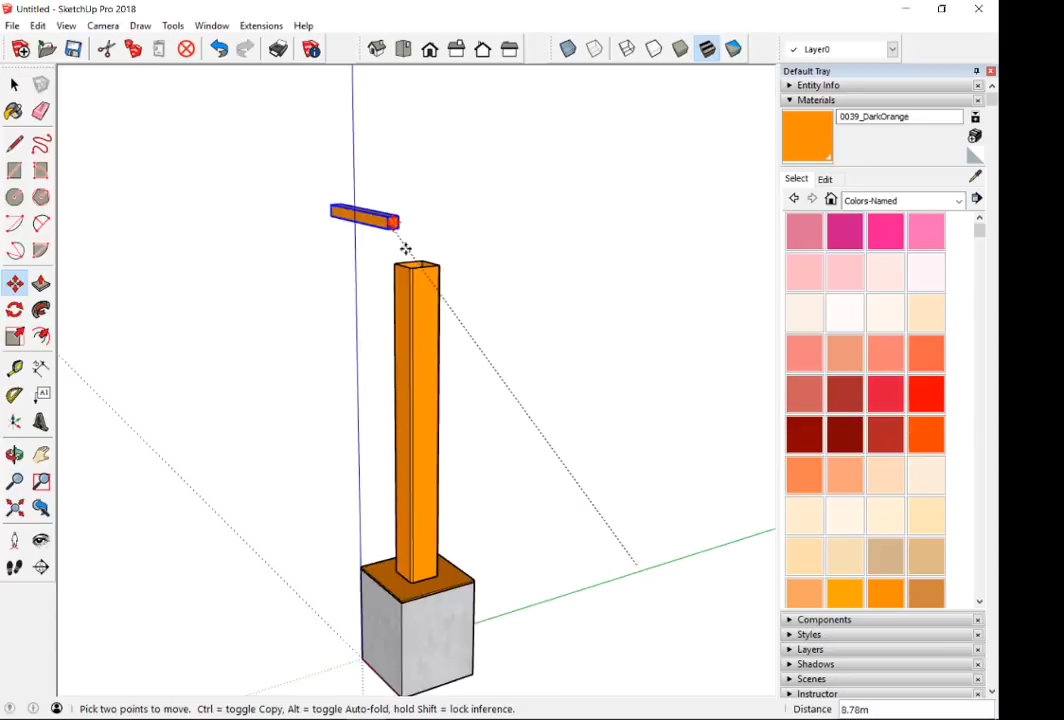 Untitled - SketchUp Pro 2018
File Edit View Camera Draw Tools Window Extensions Help
Layer0
Default Tray
Entity Info
Materials
0039_DarkOrange
Select Edit
Colors-Named
A1
Components
Styles
Layers
Shadows
Scenes
Instructor
Pick two points to move. Ctrl = toggle Copy, Alt = toggle Auto-fold, hold Shift = lock inference.
Distance 8.78m